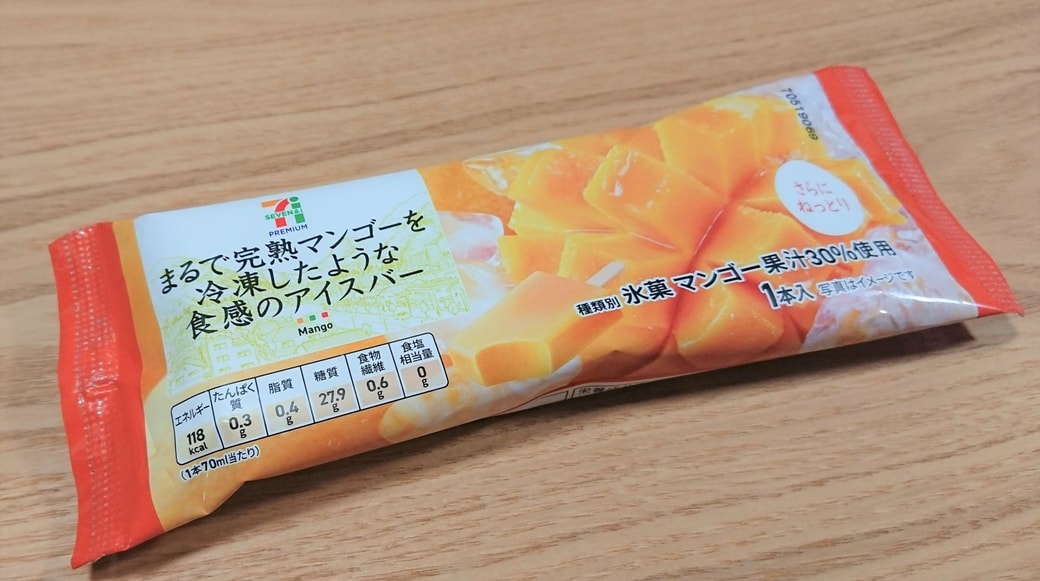 SEVEN&i
PREMIUM
まるで完熟マンゴーを
冷凍したような
食感のアイスバー
Mango
エネルギー 118 kcal
たんぱく質 0.3 g
脂質 0.4 g
糖質 27.9 g
食物繊維 0.6 g
食塩相当量 0 g
(1本70ml当たり)
さらに
ねっとり
種類別 氷菓 マンゴー果汁30%使用
1本入 写真はイメージです
70519069